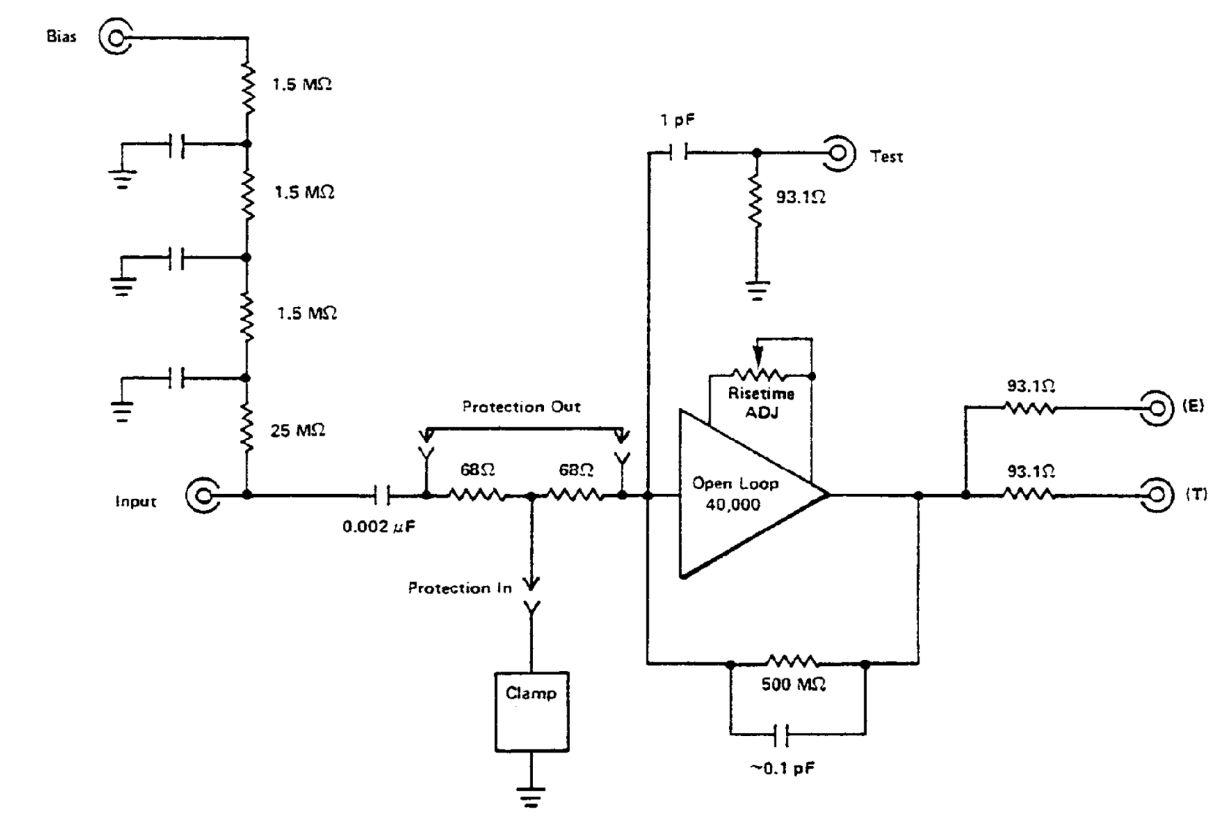 Bias
1.5 MΩ
1 pF
Test
1.5 MΩ
93.1Ω
1.5 MΩ
Risetime
ADJ
93.1Ω
(E)
Protection Out
25 MΩ
68Ω
68Ω
Open Loop
40,000
93.1Ω
(T)
Input
0.002 μF
Protection In
Clamp
500 MΩ
~0.1 pF